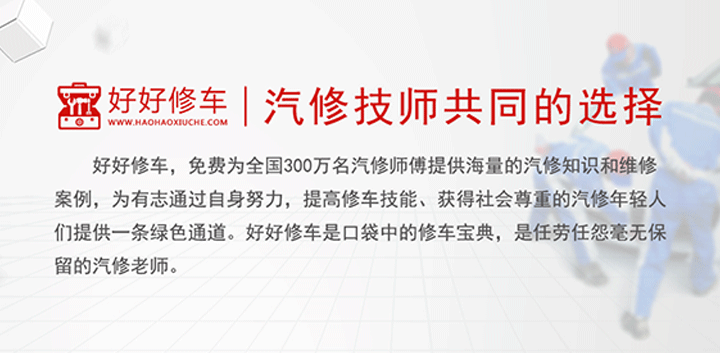 好好修车 | 汽修技师共同的选择
WWW.HAOHAOXIUCHE.COM
好好修车，免费为全国300万名汽修师傅提供海量的汽修知识和维修
案例，为有志通过自身努力，提高修车技能、获得社会尊重的汽修年轻人
们提供一条绿色通道。好好修车是口袋中的修车宝典，是任劳任怨毫无保
留的汽修老师。